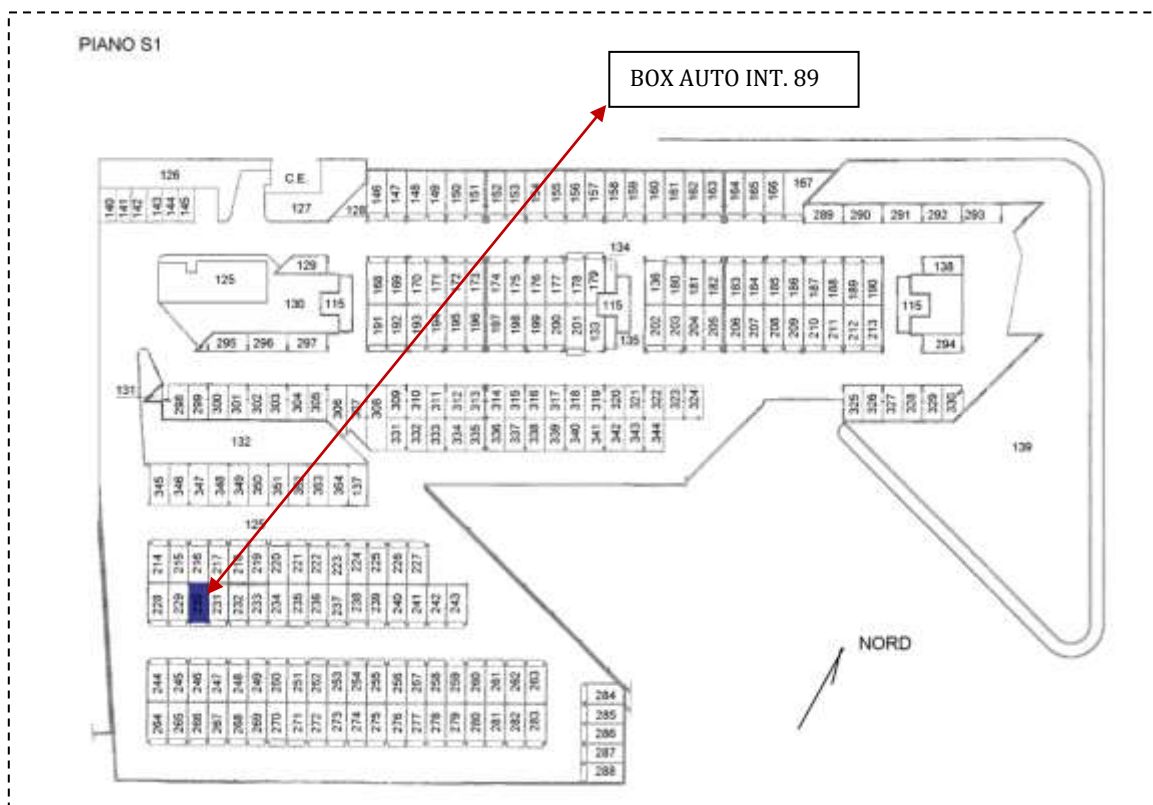 PIANO S1
BOX AUTO INT. 89
126 C.E. 146 147 148 149 150 151 152 153 154 155 156 157 158 159 160 161 162 163 164 165 166 167
140 141 142 143 144 145 127 128 289 290 291 292 293
134
125 129 168 169 170 171 172 173 174 175 176 177 178 179 136 180 181 182 183 184 185 186 187 188 189 190 138
130 115 115 115
191 192 193 194 195 196 197 198 199 200 201 133 135 202 203 204 205 206 207 208 209 210 211 212 213
295 296 297 294
131
298 299 300 301 302 303 304 305 306 307 308 309 310 311 312 313 314 315 316 317 318 319 320 321 322 323 324 325 326 327 328 329 330
132 331 332 333 334 335 336 337 338 339 340 341 342 343 344 139
345 346 347 348 349 350 351 352 353 354 137
125
214 215 216 217 218 219 220 221 222 223 224 225 226 227
228 229 230 231 232 233 234 235 236 237 238 239 240 241 242 243
NORD
244 245 246 247 248 249 250 251 252 253 254 255 256 257 258 259 260 261 262 263
264 265 266 267 268 269 270 271 272 273 274 275 276 277 278 279 280 281 282 283
284
285
286
287
288